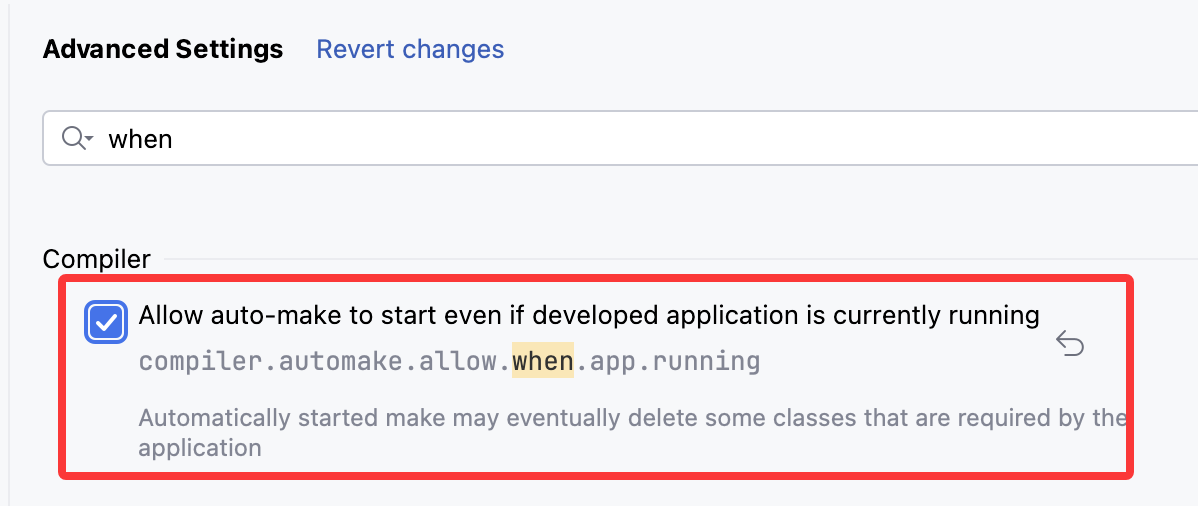 Advanced Settings Revert changes
when
Compiler
Allow auto-make to start even if developed application is currently running
compiler.automake.allow.when.app.running
Automatically started make may eventually delete some classes that are required by the
application